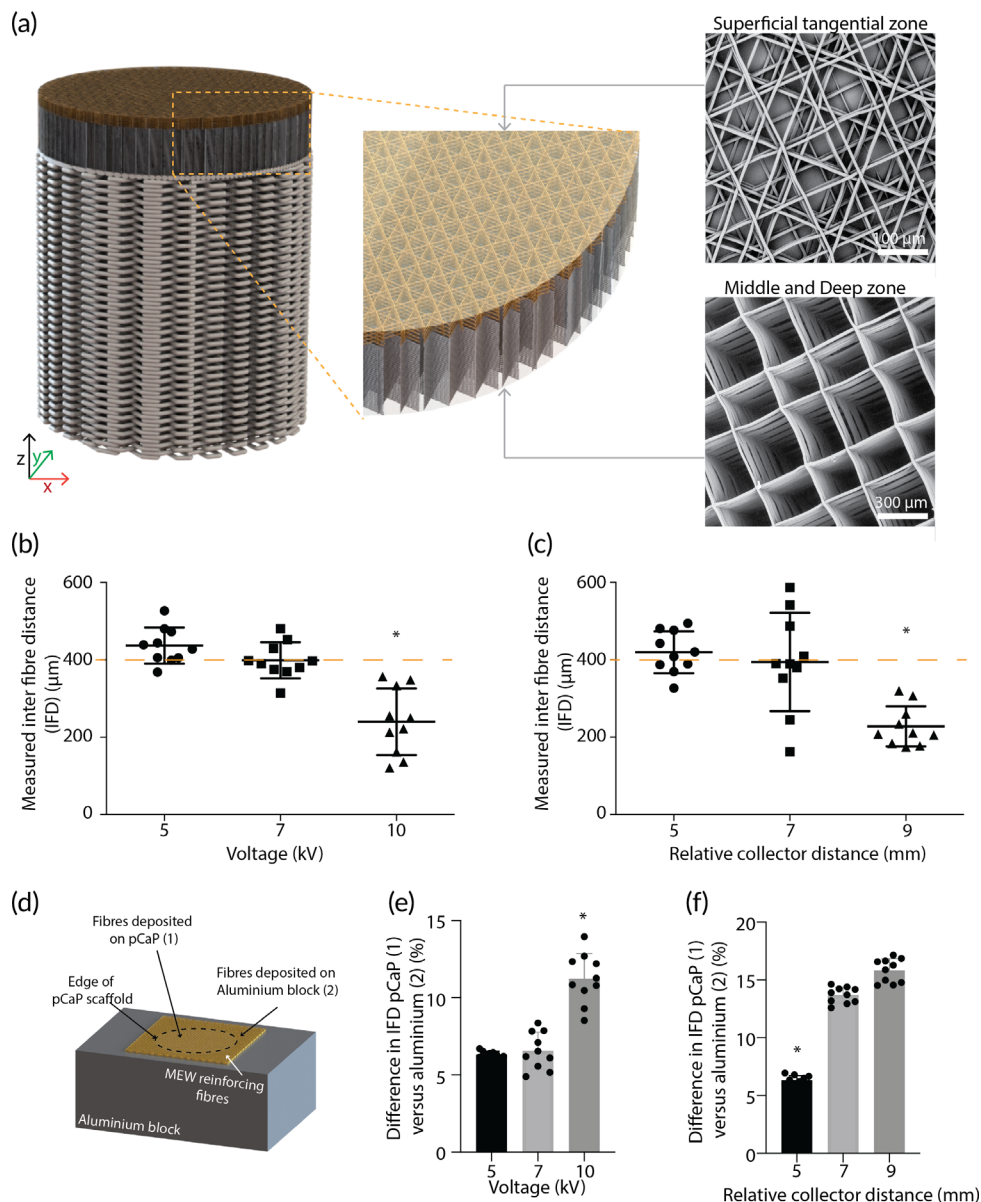 (a)
Superficial tangential zone
100 µm
Middle and Deep zone
300 µm
z
y
x
(b)
Measured inter fibre distance
(IFD) (µm)
600
400
200
0
*
5
7
10
Voltage (kV)
(c)
Measured inter fibre distance
(IFD) (µm)
600
400
200
0
*
5
7
9
Relative collector distance (mm)
(d)
Fibres deposited
on pCaP (1)
Edge of
pCaP scaffold
Fibres deposited on
Aluminium block (2)
MEW reinforcing
fibres
Aluminium block
(e)
Difference in IFD pCaP (1)
versus aluminium (2) (%)
15
10
5
0
*
5
7
10
Voltage (kV)
(f)
Difference in IFD pCaP (1)
versus aluminium (2) (%)
20
15
10
5
0
*
5
7
9
Relative collector distance (mm)